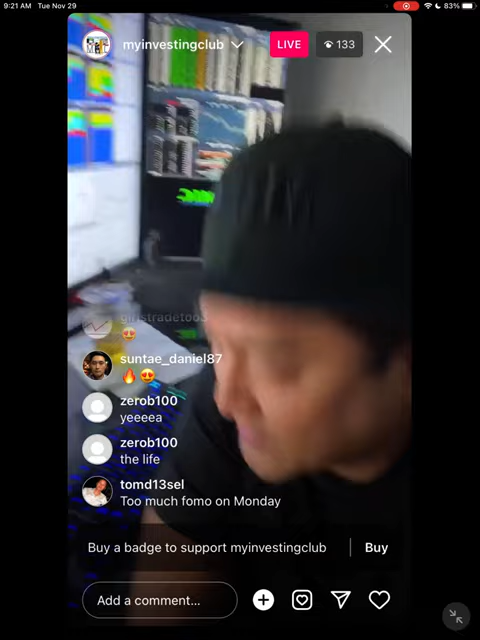 9:21 AM Tue Nov 29
83%
myinvestingclub
LIVE
133
girlstradetoo3
suntae_daniel87
zerob100
yeeeea
zerob100
the life
tomd13sel
Too much fomo on Monday
Buy a badge to support myinvestingclub
Buy
Add a comment...